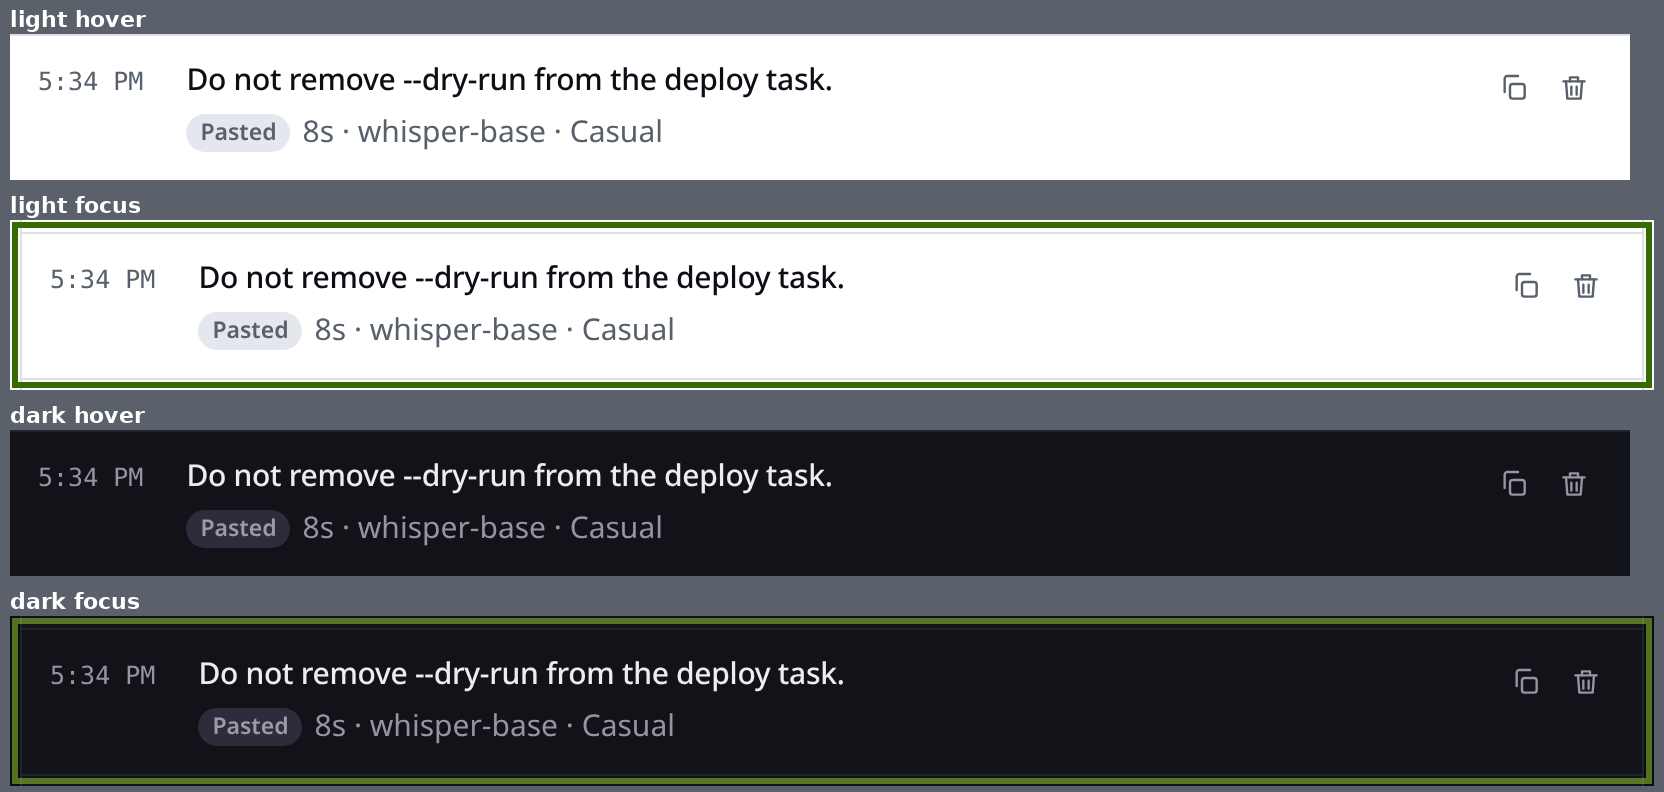 light hover
5:34 PM Do not remove --dry-run from the deploy task.
Pasted 8s · whisper-base · Casual
light focus
5:34 PM Do not remove --dry-run from the deploy task.
Pasted 8s · whisper-base · Casual
dark hover
5:34 PM Do not remove --dry-run from the deploy task.
Pasted 8s · whisper-base · Casual
dark focus
5:34 PM Do not remove --dry-run from the deploy task.
Pasted 8s · whisper-base · Casual